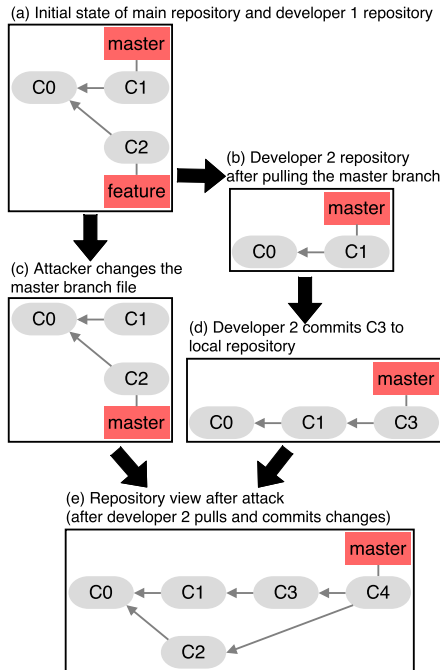 (a) Initial state of main repository and developer 1 repository
master
C0 C1
C2
feature
(b) Developer 2 repository
after pulling the master branch
master
C0 C1
(c) Attacker changes the
master branch file
C0 C1
C2
master
(d) Developer 2 commits C3 to
local repository
master
C0 C1 C3
(e) Repository view after attack
(after developer 2 pulls and commits changes)
master
C0 C1 C3 C4
C2